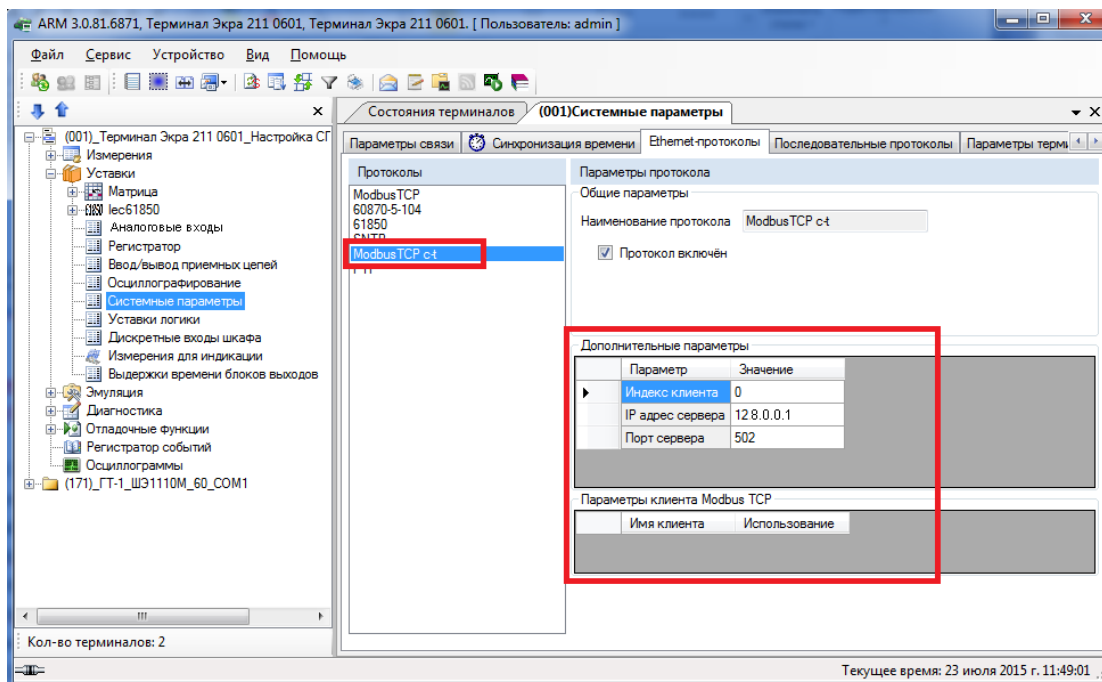 ARM 3.0.81.6871, Терминал Экра 211 0601, Терминал Экра 211 0601. [ Пользователь: admin ]
Файл Сервис Устройство Вид Помощь
(001)_Терминал Экра 211 0601_Настройка СГ
Измерения
Уставки
Матрица
Iec61850
Аналоговые входы
Регистратор
Ввод/вывод приемных цепей
Осциллографирование
Системные параметры
Уставки логики
Дискретные входы шкафа
Измерения для индикации
Выдержки времени блоков выходов
Эмуляция
Диагностика
Отладочные функции
Регистратор событий
Осциллограммы
(171)_ГТ-1_ШЭ1110М_60_COM1
Кол-во терминалов: 2
Состояния терминалов (001)Системные параметры
Параметры связи Синхронизация времени Ethernet-протоколы Последовательные протоколы Параметры терми
Протоколы
ModbusTCP
60870-5-104
61850
SNTP
ModbusTCP c-t
Параметры протокола
Общие параметры
Наименование протокола ModbusTCP c-t
Протокол включён
Дополнительные параметры
Параметр Значение
Индекс клиента 0
IP адрес сервера 128.0.0.1
Порт сервера 502
Параметры клиента Modbus TCP
Имя клиента Использование
Текущее время: 23 июля 2015 г. 11:49:01